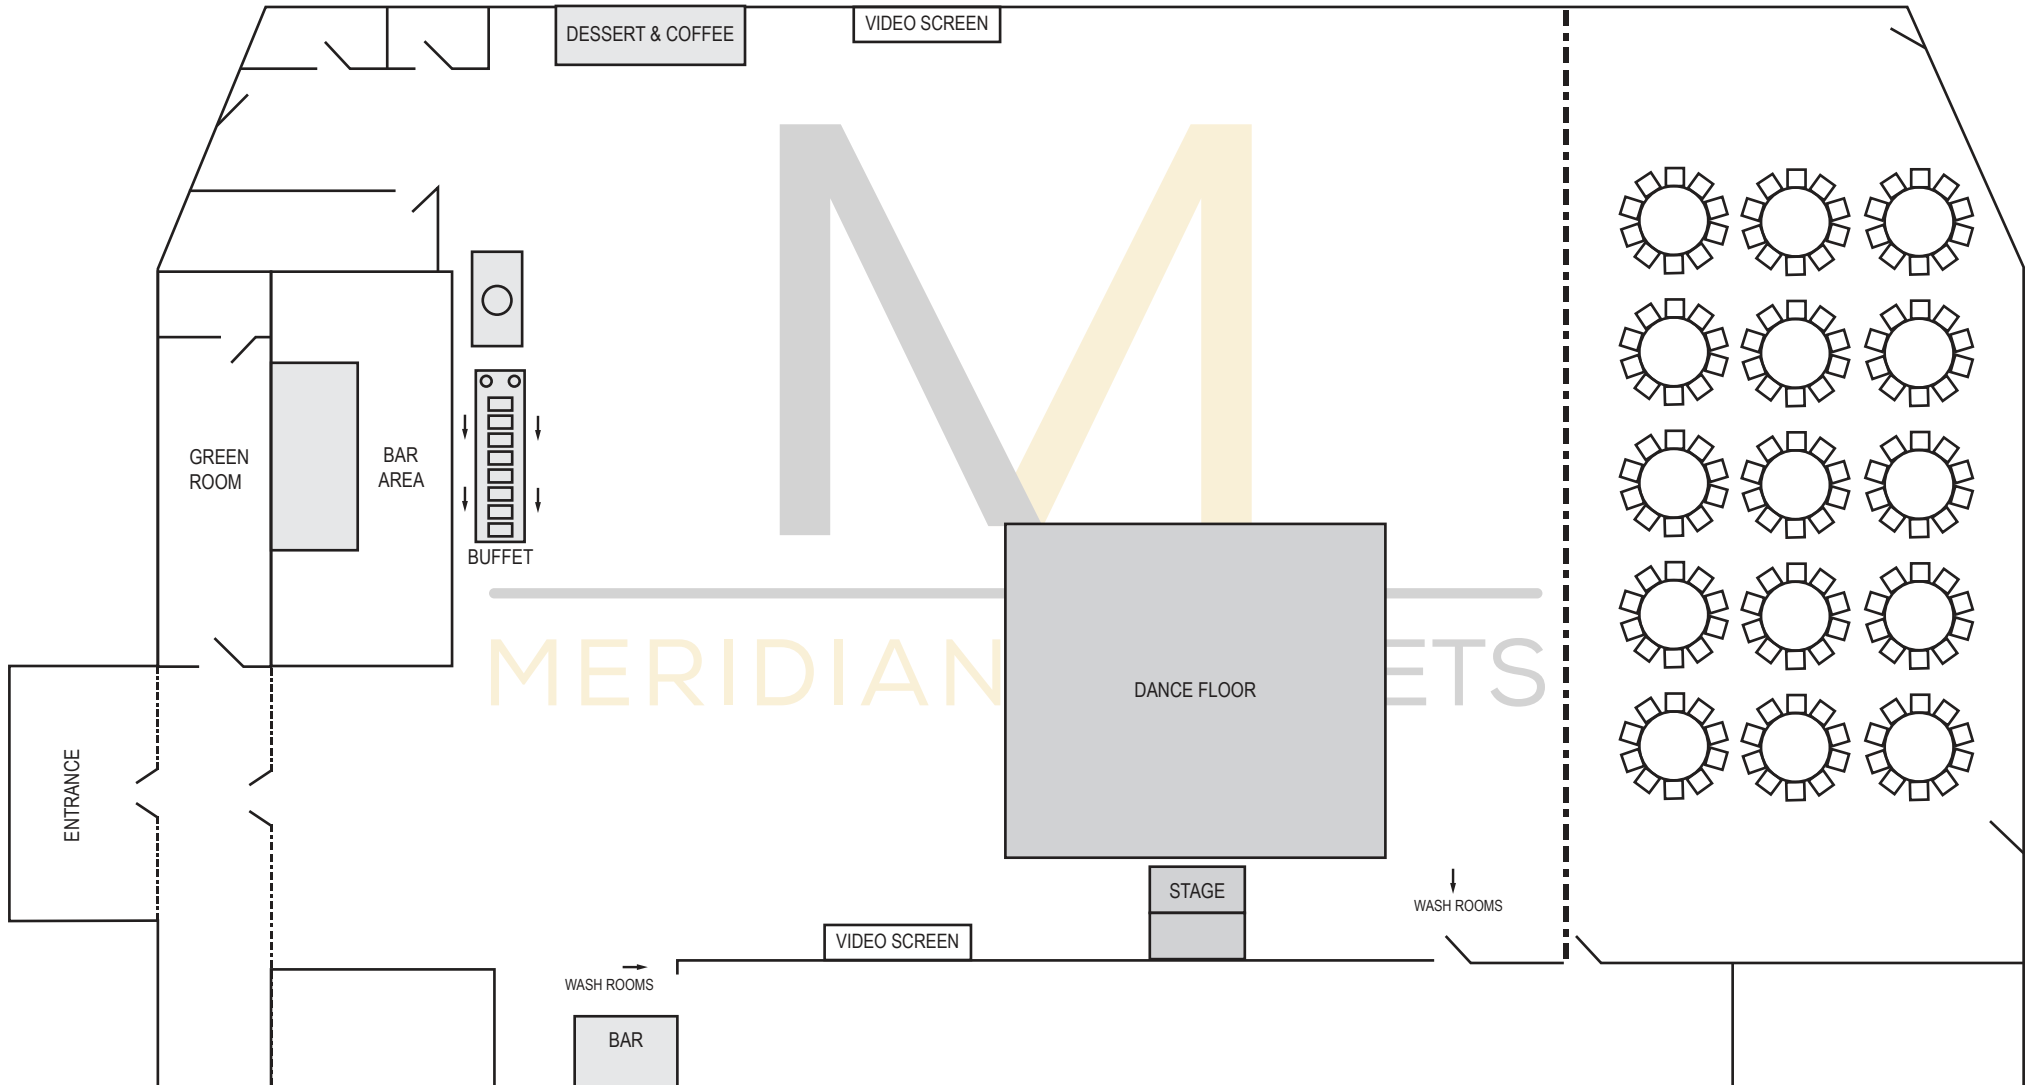 DESSERT & COFFEE
VIDEO SCREEN
GREEN
ROOM
BAR
AREA
BUFFET
MERIDIAN ETS
DANCE FLOOR
ENTRANCE
STAGE
WASH ROOMS
VIDEO SCREEN
WASH ROOMS
BAR